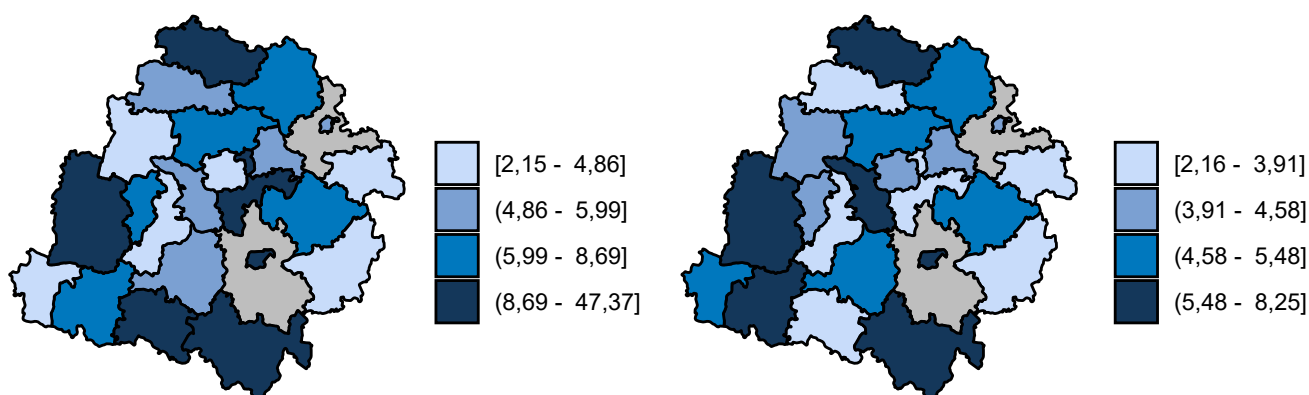 [2,15 - 4,86]
(4,86 - 5,99]
(5,99 - 8,69]
(8,69 - 47,37]
[2,16 - 3,91]
(3,91 - 4,58]
(4,58 - 5,48]
(5,48 - 8,25]